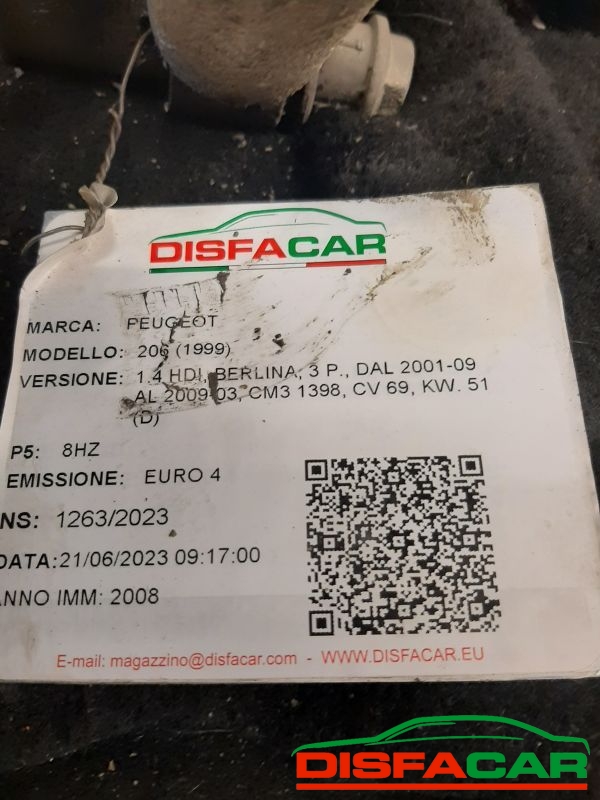 DISFACAR
MARCA: PEUGEOT
MODELLO: 206 (1999)
VERSIONE: 1.4 HDI, BERLINA, 3 P., DAL 2001-09
AL 2009-03, CM3 1398, CV 69, KW. 51
(D)
P5: 8HZ
EMISSIONE: EURO 4
NS: 1263/2023
DATA:21/06/2023 09:17:00
ANNO IMM: 2008
E-mail: magazzino@disfacar.com - WWW.DISFACAR.EU
DISFACAR